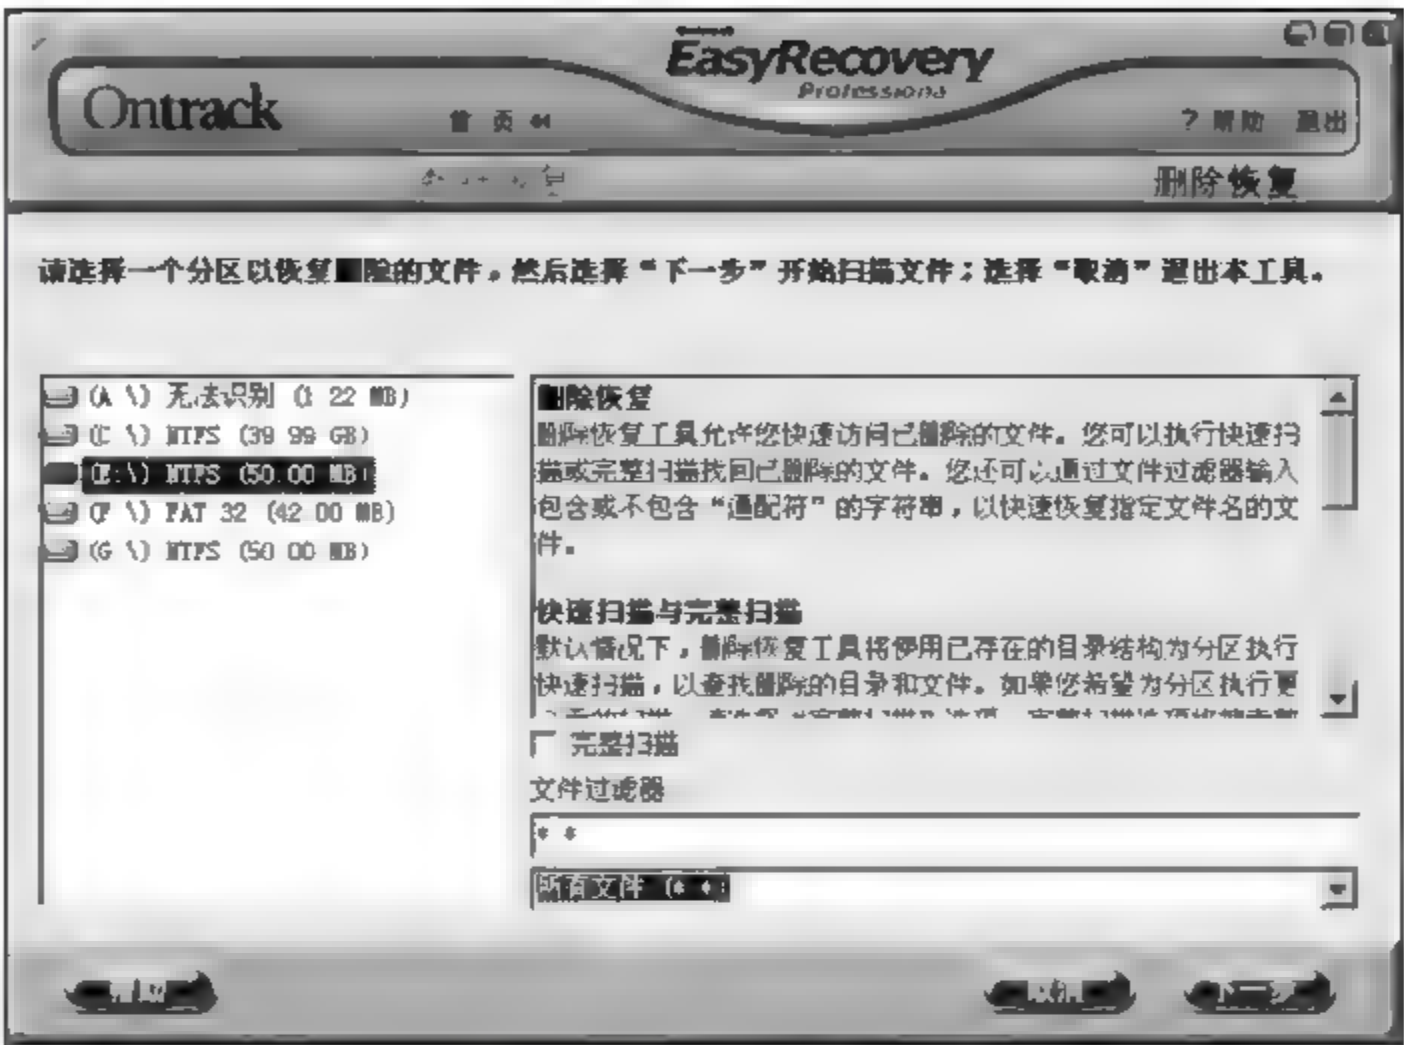 EasyRecovery
Professional
Ontrack
首页
? 帮助 退出
删除恢复
请选择一个分区以恢复删除的文件。然后选择“下一步”开始扫描文件；选择“取消”退出本工具。
(A:\) 无法识别 (1.22 MB)
(C:\) NTFS (39.99 GB)
(E:\) NTFS (50.00 MB)
(F:\) FAT 32 (42.00 MB)
(G:\) NTFS (50.00 MB)
删除恢复
删除恢复工具允许您快速访问已删除的文件。您可以执行快速扫
描或完整扫描找回已删除的文件。您还可以通过文件过滤器输入
包含或不包含“通配符”的字符串，以快速恢复指定文件名的文
件。
快速扫描与完整扫描
默认情况下，删除恢复工具将使用已存在的目录结构为分区执行
快速扫描，以查找删除的目录和文件。如果您希望为分区执行更
完整扫描
文件过滤器
*.*
所有文件 (*.*)
帮助
取消
下一步